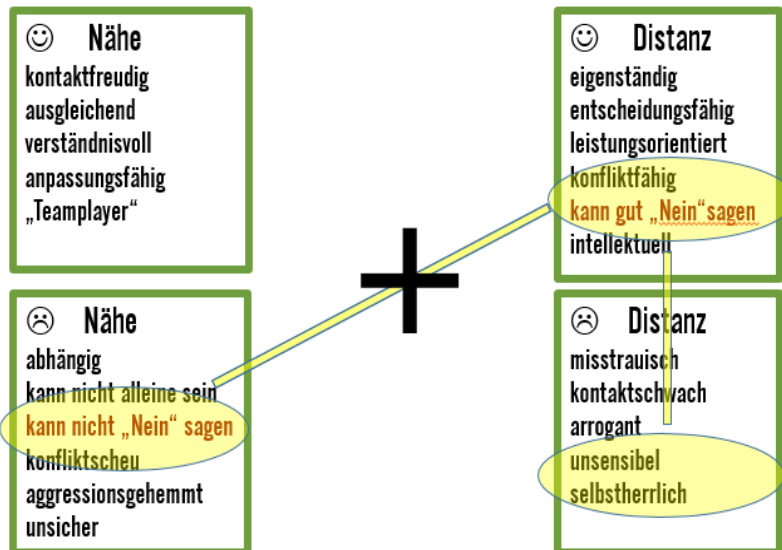 Nähe
kontaktfreudig
ausgleichend
verständnisvoll
anpassungsfähig
„Teamplayer“
Distanz
eigenständig
entscheidungsfähig
leistungsorientiert
konfliktfähig
kann gut „Nein“sagen
intellektuell
Nähe
abhängig
kann nicht alleine sein
kann nicht „Nein“ sagen
konfliktscheu
aggressionsgehemmt
unsicher
Distanz
misstrauisch
kontaktschwach
arrogant
unsensibel
selbstherrlich